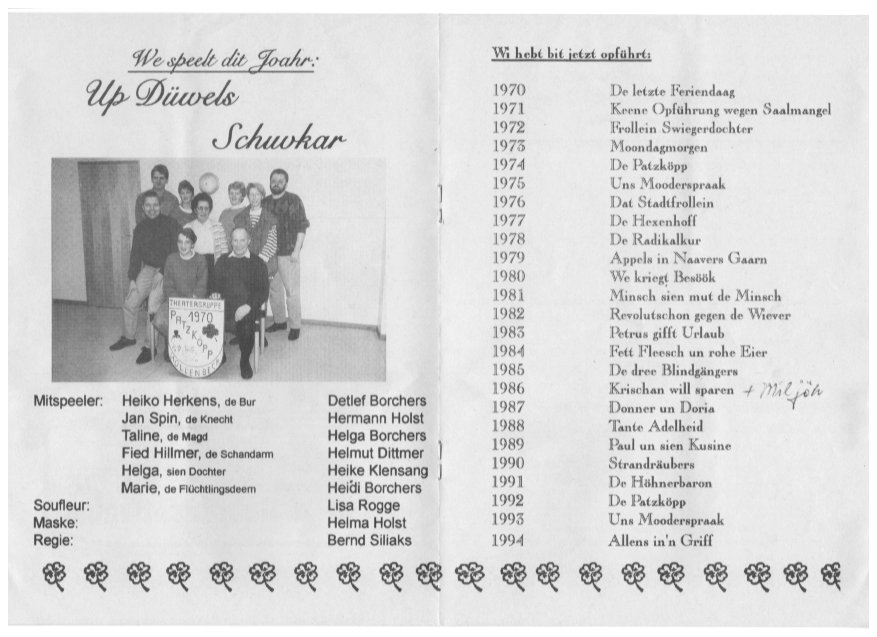 We speelt dit Joahr:
Up Düwels
Schuvkar
THEATERGRUPPE
1970
PATZKÖPP
Mitspeeler: Heiko Herkens, de Bur Detlef Borchers
Jan Spin, de Knecht Hermann Holst
Taline, de Magd Helga Borchers
Fied Hillmer, de Schandarm Helmut Dittmer
Helga, sien Dochter Heike Klensang
Marie, de Flüchtlingsdeern Heidi Borchers
Soufleur: Lisa Rogge
Maske: Helma Holst
Regie: Bernd Siliaks
Wi hebt bit jetzt opführt:
1970 De letzte Feriendaag
1971 Keene Opführung wegen Saalmangel
1972 Frollein Swiegerdochter
1973 Moondagmorgen
1974 De Patzköpp
1975 Uns Mooderspraak
1976 Dat Stadtfrollein
1977 De Hexenhoff
1978 De Radikalkur
1979 Appels in Naavers Gaarn
1980 We kriegt Besöök
1981 Minsch sien mut de Minsch
1982 Revolutschon gegen de Wiever
1983 Petrus gifft Urlaub
1984 Fett Fleesch un rohe Eier
1985 De dree Blindgängers
1986 Krischan will sparen + Miljöh
1987 Donner un Doria
1988 Tante Adelheid
1989 Paul un sien Kusine
1990 Strandräubers
1991 De Höhnerbaron
1992 De Patzköpp
1993 Uns Mooderspraak
1994 Allens in'n Griff